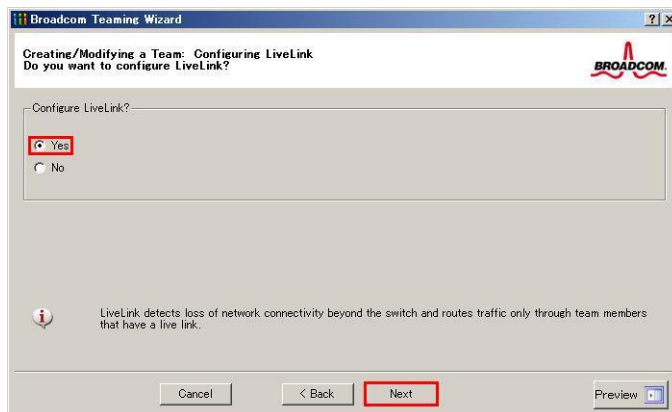 Broadcom Teaming Wizard
Creating/Modifying a Team: Configuring LiveLink
Do you want to configure LiveLink?
BROADCOM.
Configure LiveLink?
Yes
No
LiveLink detects loss of network connectivity beyond the switch and routes traffic only through team members
that have a live link.
Cancel
< Back
Next
Preview